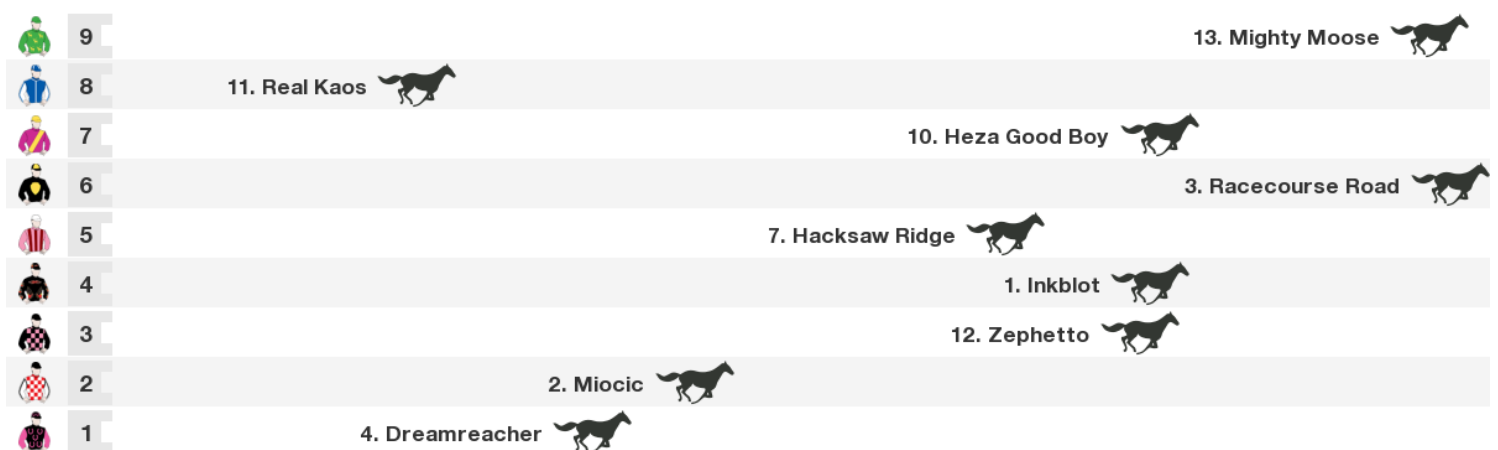 9 13. Mighty Moose
8 11. Real Kaos
7 10. Heza Good Boy
6 3. Racecourse Road
5 7. Hacksaw Ridge
4 1. Inkblot
3 12. Zephetto
2 2. Miocic
1 4. Dreamreacher